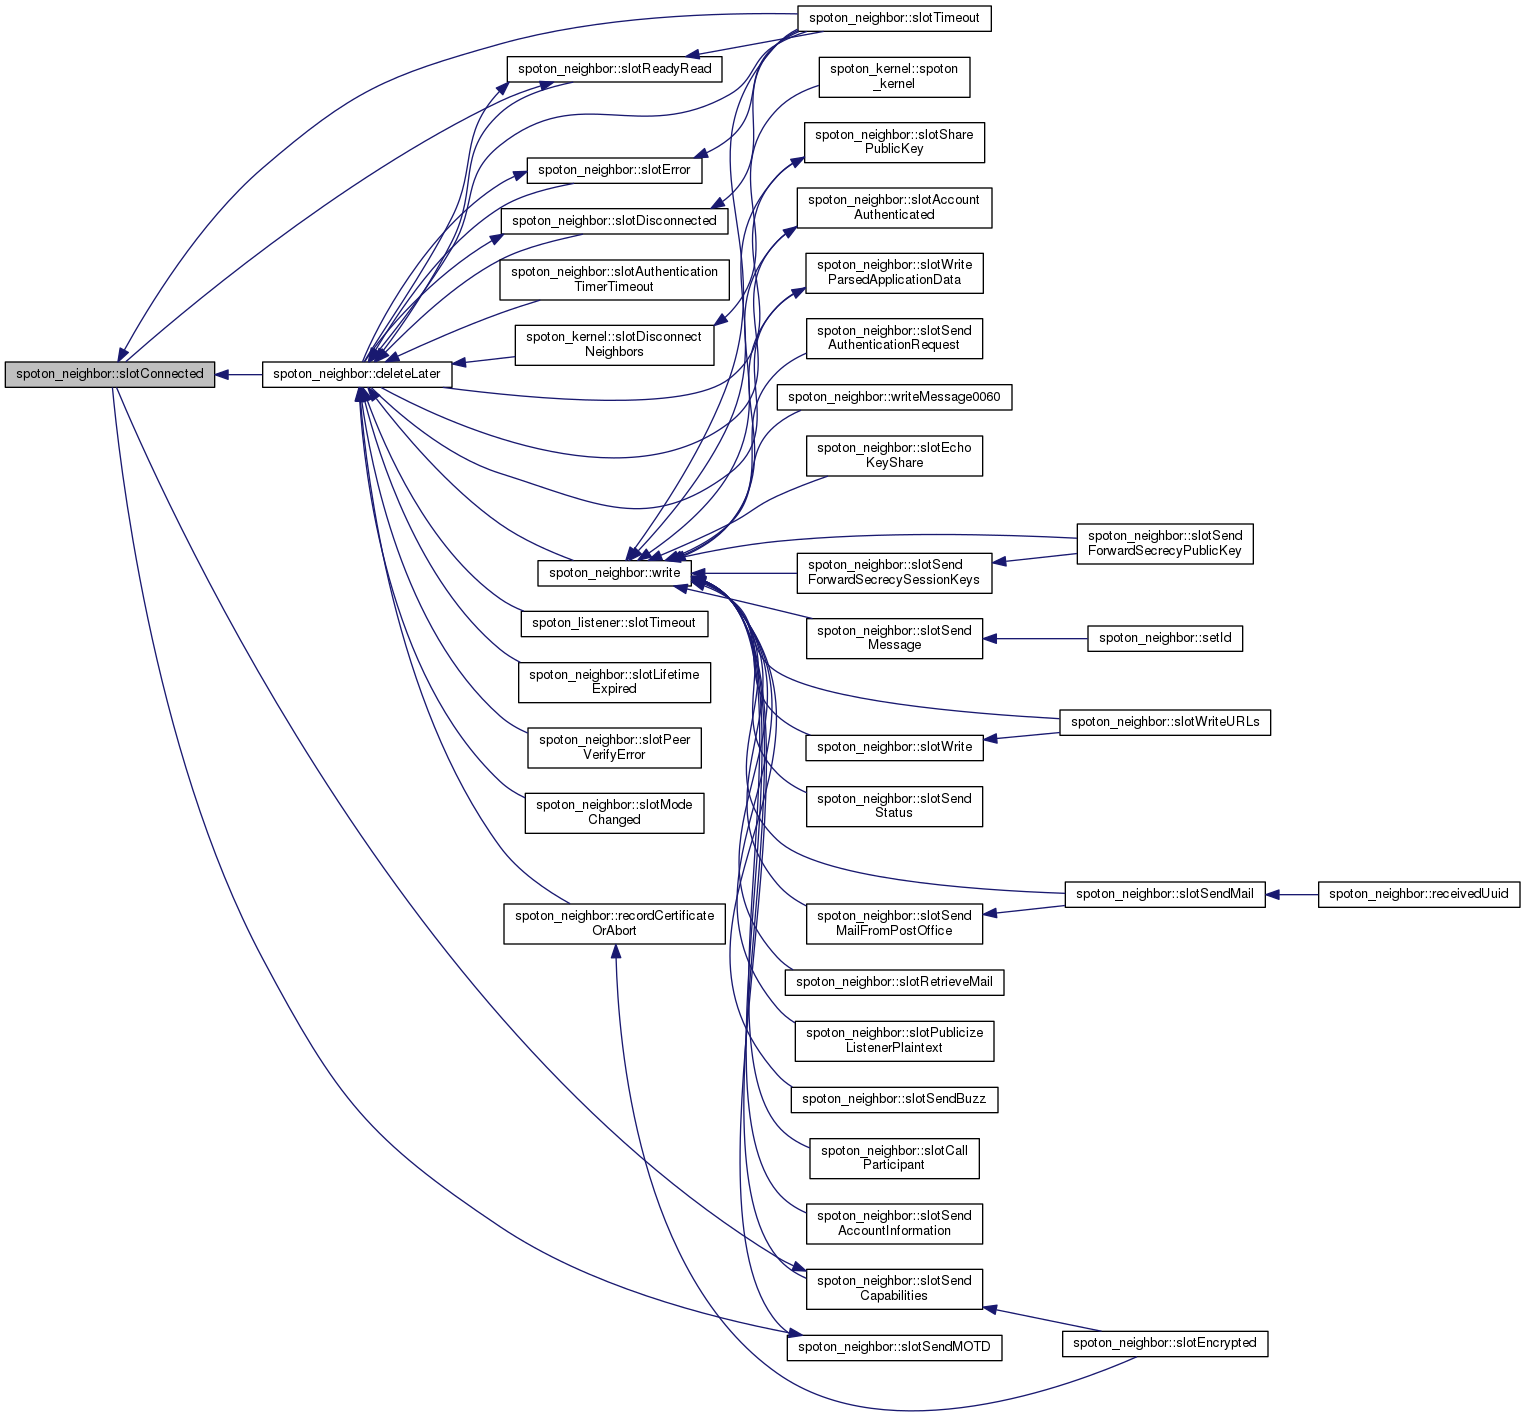 spoton_neighbor::slotConnected
spoton_neighbor::deleteLater
spoton_neighbor::slotReadyRead
spoton_neighbor::slotError
spoton_neighbor::slotDisconnected
spoton_neighbor::slotAuthentication
TimerTimeout
spoton_kernel::slotDisconnect
Neighbors
spoton_neighbor::write
spoton_listener::slotTimeout
spoton_neighbor::slotLifetime
Expired
spoton_neighbor::slotPeer
VerifyError
spoton_neighbor::slotMode
Changed
spoton_neighbor::recordCertificate
OrAbort
spoton_neighbor::slotTimeout
spoton_kernel::spoton
_kernel
spoton_neighbor::slotShare
PublicKey
spoton_neighbor::slotAccount
Authenticated
spoton_neighbor::slotWrite
ParsedApplicationData
spoton_neighbor::slotSend
AuthenticationRequest
spoton_neighbor::writeMessage0060
spoton_neighbor::slotEcho
KeyShare
spoton_neighbor::slotSend
ForwardSecrecySessionKeys
spoton_neighbor::slotSend
Message
spoton_neighbor::slotWrite
spoton_neighbor::slotSend
Status
spoton_neighbor::slotSend
MailFromPostOffice
spoton_neighbor::slotRetrieveMail
spoton_neighbor::slotPublicize
ListenerPlaintext
spoton_neighbor::slotSendBuzz
spoton_neighbor::slotCall
Participant
spoton_neighbor::slotSend
AccountInformation
spoton_neighbor::slotSend
Capabilities
spoton_neighbor::slotSendMOTD
spoton_neighbor::slotSend
ForwardSecrecyPublicKey
spoton_neighbor::setId
spoton_neighbor::slotWriteURLs
spoton_neighbor::slotSendMail
spoton_neighbor::slotEncrypted
spoton_neighbor::receivedUuid